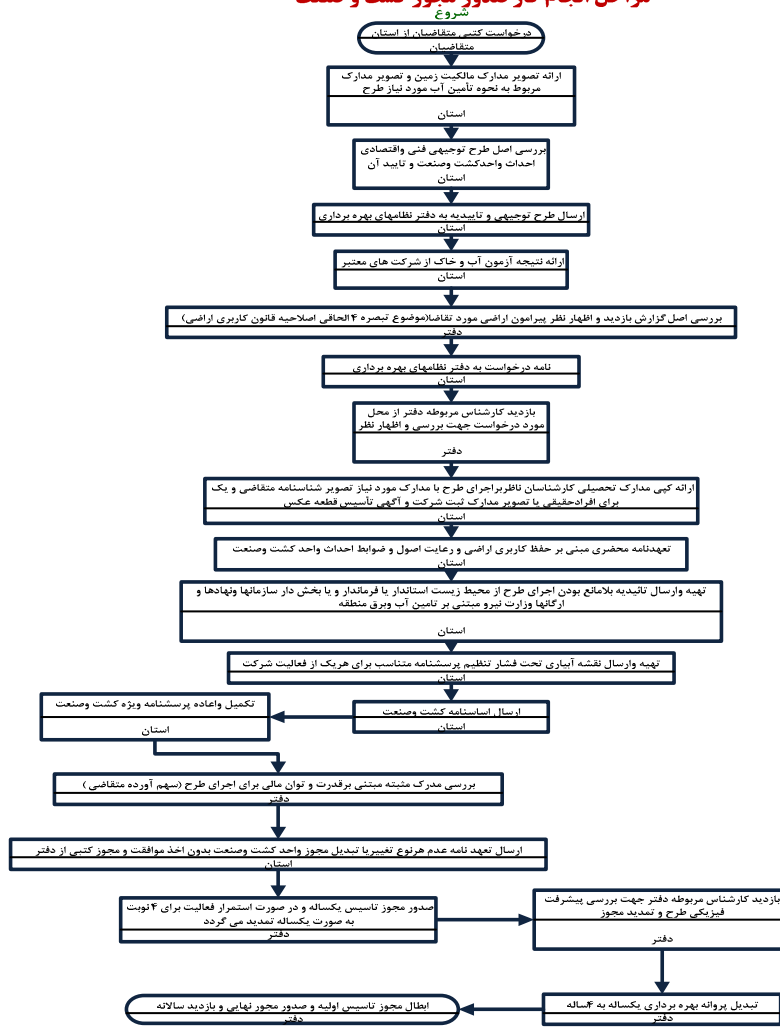 مراحل انجام کار صدور مجوز کشت و صنعت
شروع
درخواست کتبی متقاضیان از استان
متقاضیان
ارائه تصویر مدارک مالکیت زمین و تصویر مدارک
مربوط به نحوه تأمین آب مورد نیاز طرح
استان
بررسی اصل طرح توجیهی فنی واقتصادی
احداث واحدکشت وصنعت و تایید آن
استان
ارسال طرح توجیهی و تاییدیه به دفتر نظامهای بهره برداری
استان
ارائه نتیجه آزمون آب و خاک از شرکت های معتبر
استان
بررسی اصل گزارش بازدید و اظهار نظر پیرامون اراضی مورد تقاضا(موضوع تبصره ۴الحاقی اصلاحیه قانون کاربری اراضی)
دفتر
نامه درخواست به دفتر نظامهای بهره برداری
استان
بازدید کارشناس مربوطه دفتر از محل
مورد درخواست جهت بررسی و اظهار نظر
دفتر
ارائه کپی مدارک تحصیلی کارشناسان ناظربراجرای طرح با مدارک مورد نیاز تصویر شناسنامه متقاضی و یک
برای افرادحقیقی یا تصویر مدارک ثبت شرکت و آگهی تأسیس قطعه عکس
استان
تعهدنامه محضری مبنی بر حفظ کاربری اراضی و رعایت اصول و ضوابط احداث واحد کشت وصنعت
استان
تهیه وارسال تائیدیه بلامانع بودن اجرای طرح از محیط زیست استاندار یا فرماندار و یا بخش دار سازمانها ونهادها و
ارگانها وزارت نیرو مبتنی بر تامین آب وبرق منطقه
استان
تهیه وارسال نقشه آبیاری تحت فشار تنظیم پرسشنامه متناسب برای هریک از فعالیت شرکت
استان
ارسال اساسنامه کشت وصنعت
استان
تکمیل واعاده پرسشنامه ویژه کشت وصنعت
استان
بررسی مدرک مثبته مبتنی برقدرت و توان مالی برای اجرای طرح (سهم آورده متقاضی )
دفتر
ارسال تعهد نامه عدم هرنوع تغییریا تبدیل مجوز واحد کشت وصنعت بدون اخذ موافقت و مجوز کتبی از دفتر
استان
صدور مجوز تاسیس یکساله و در صورت استمرار فعالیت برای ۴نوبت
به صورت یکساله تمدید می گردد
دفتر
بازدید کارشناس مربوطه دفتر جهت بررسی پیشرفت
فیزیکی طرح و تمدید مجوز
دفتر
تبدیل پروانه بهره برداری یکساله به ۴ساله
دفتر
ابطال مجوز تاسیس اولیه و صدور مجور نهایی و بازدید سالانه
دفتر